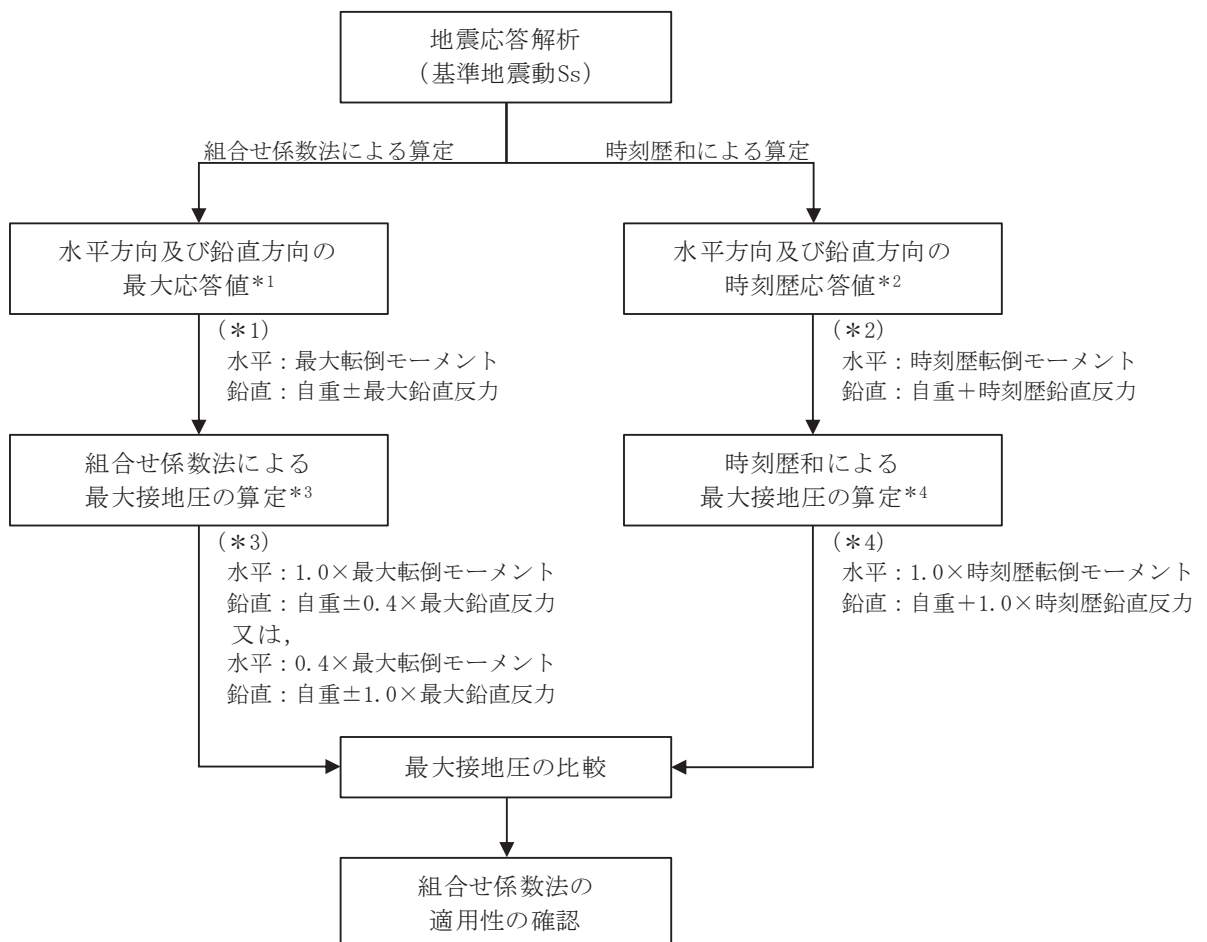 地震応答解析
（基準地震動Ss）
組合せ係数法による算定
時刻歴和による算定
水平方向及び鉛直方向の
最大応答値*1
(＊1)
水平：最大転倒モーメント
鉛直：自重±最大鉛直反力
水平方向及び鉛直方向の
時刻歴応答値*2
(＊2)
水平：時刻歴転倒モーメント
鉛直：自重＋時刻歴鉛直反力
組合せ係数法による
最大接地圧の算定*3
(＊3)
水平：1.0×最大転倒モーメント
鉛直：自重±0.4×最大鉛直反力
又は，
水平：0.4×最大転倒モーメント
鉛直：自重±1.0×最大鉛直反力
時刻歴和による
最大接地圧の算定*4
(＊4)
水平：1.0×時刻歴転倒モーメント
鉛直：自重＋1.0×時刻歴鉛直反力
最大接地圧の比較
組合せ係数法の
適用性の確認